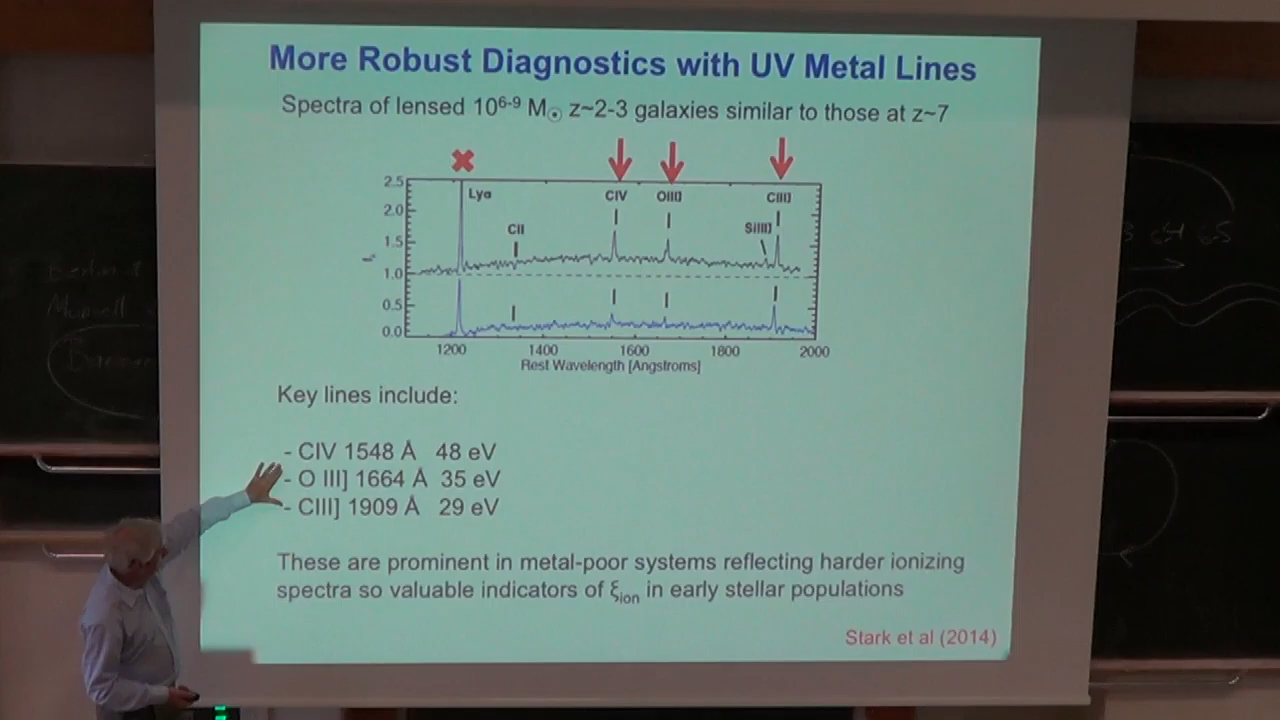 More Robust Diagnostics with UV Metal Lines
Spectra of lensed 10⁶⁻⁹ M☉ z~2-3 galaxies similar to those at z~7
2.5
2.0
1.5
1.0
0.5
0.0
Lyα
CII
CIV
OIII]
SiIII]
CIII]
1200 1400 1600 1800 2000
Rest Wavelength [Angstroms]
Key lines include:
- CIV 1548 Å 48 eV
- O III] 1664 Å 35 eV
- CIII] 1909 Å 29 eV
These are prominent in metal-poor systems reflecting harder ionizing
spectra so valuable indicators of ξion in early stellar populations
Stark et al (2014)